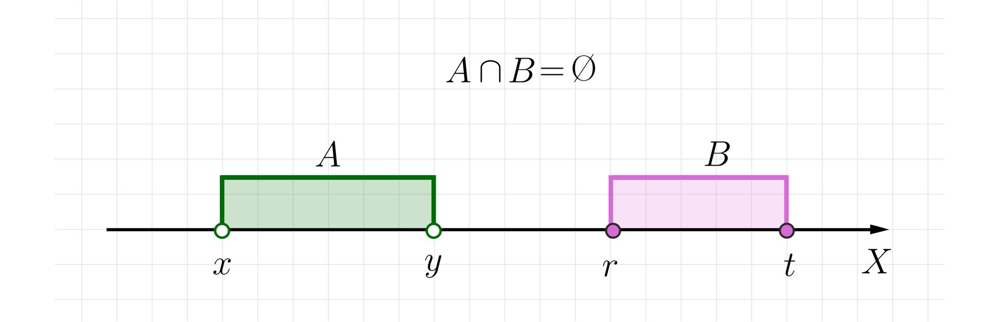 A ∩ B = ∅
A B
x y r t X